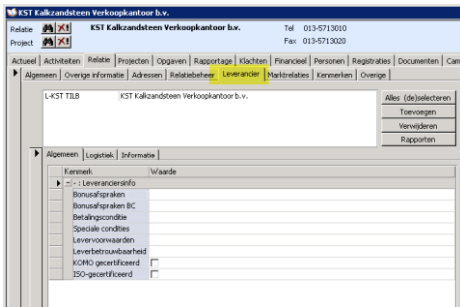 KST Kalkzandsteen Verkoopkantoor b.v.
Relatie KST Kalkzandsteen Verkoopkantoor b.v. Tel 013-5713010
Project Fax 013-5713020
Actueel Activiteiten Relatie Projecten Opgaven Rapportage Klachten Financieel Personen Registraties Documenten Cam
Algemeen Overige informatie Adressen Relatiebeheer Leverancier Marktrelaties Kenmerken Overige
L-KST TILB KST Kalkzandsteen Verkoopkantoor b.v.
Alles (de)selecteren
Toevoegen
Verwijderen
Rapporten
Algemeen Logistiek Informatie
Kenmerk Waarde
- : Leveranciersinfo
Bonusafspraken
Bonusafspraken BC
Betalingsconditie
Speciale condities
Levervoorwaarden
Leverbetrouwbaarheid
KOMO gecertificeerd
ISO-gecertificeerd